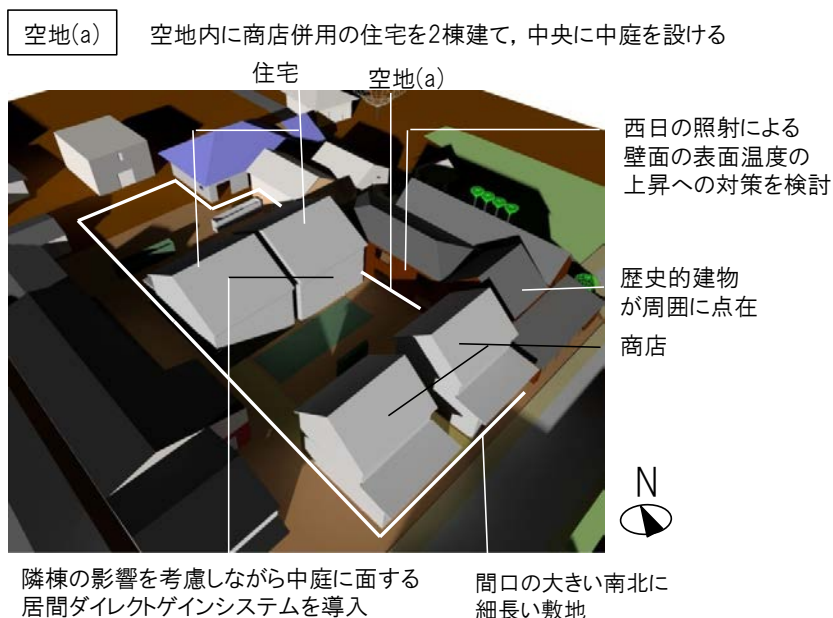 空地(a)
空地内に商店併用の住宅を2棟建て，中央に中庭を設ける
住宅
空地(a)
西日の照射による
壁面の表面温度の
上昇への対策を検討
歴史的建物
が周囲に点在
商店
N
隣棟の影響を考慮しながら中庭に面する
居間ダイレクトゲインシステムを導入
間口の大きい南北に
細長い敷地